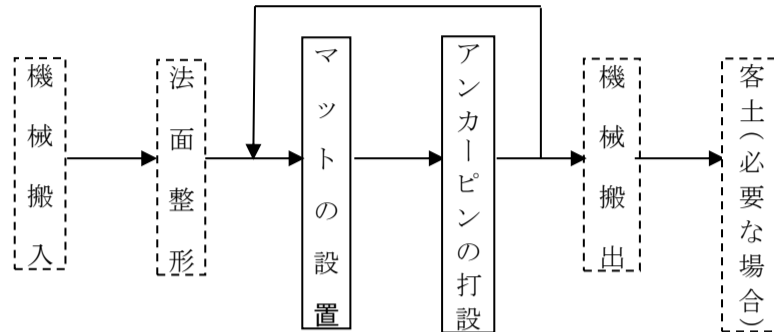 機械搬入
法面整形
マットの設置
アンカーピンの打設
機械搬出
客土(必要な場合)